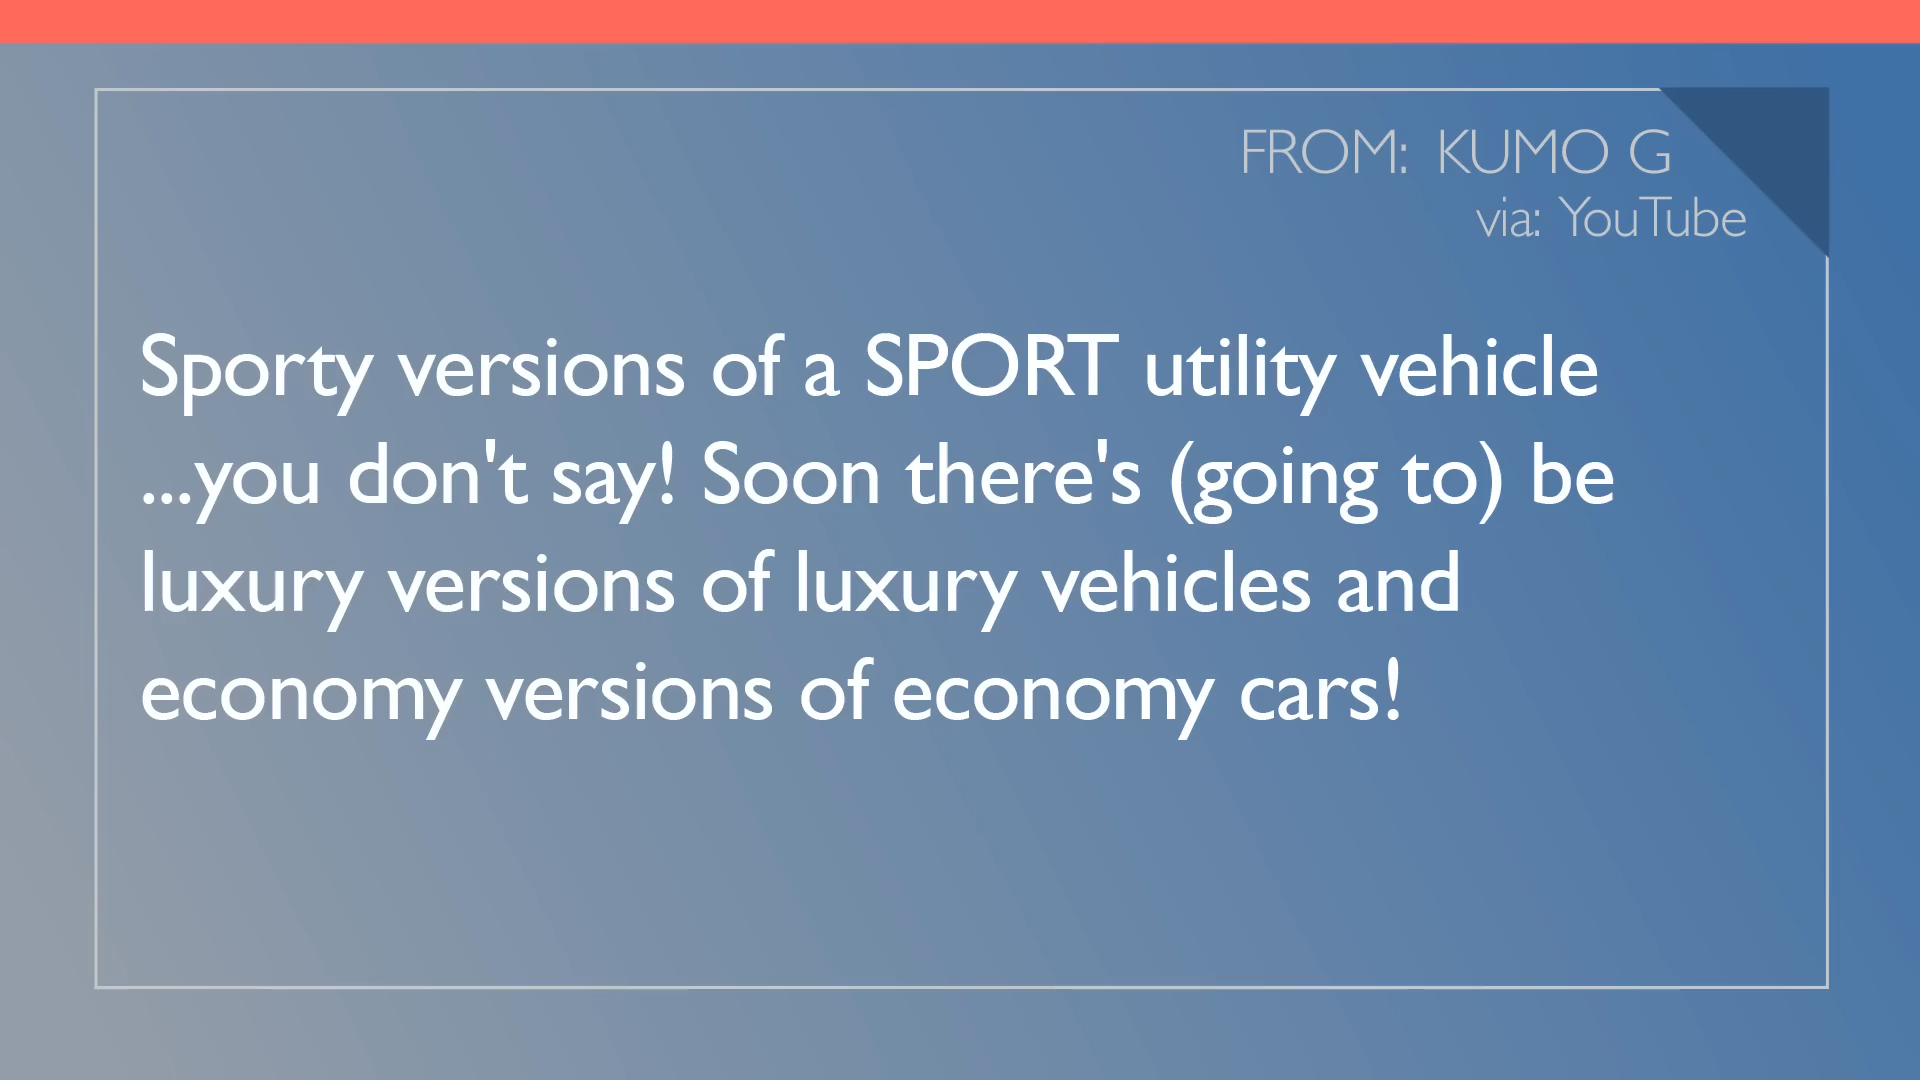 FROM: KUMO G
via: YouTube
Sporty versions of a SPORT utility vehicle
...you don't say! Soon there's (going to) be
luxury versions of luxury vehicles and
economy versions of economy cars!